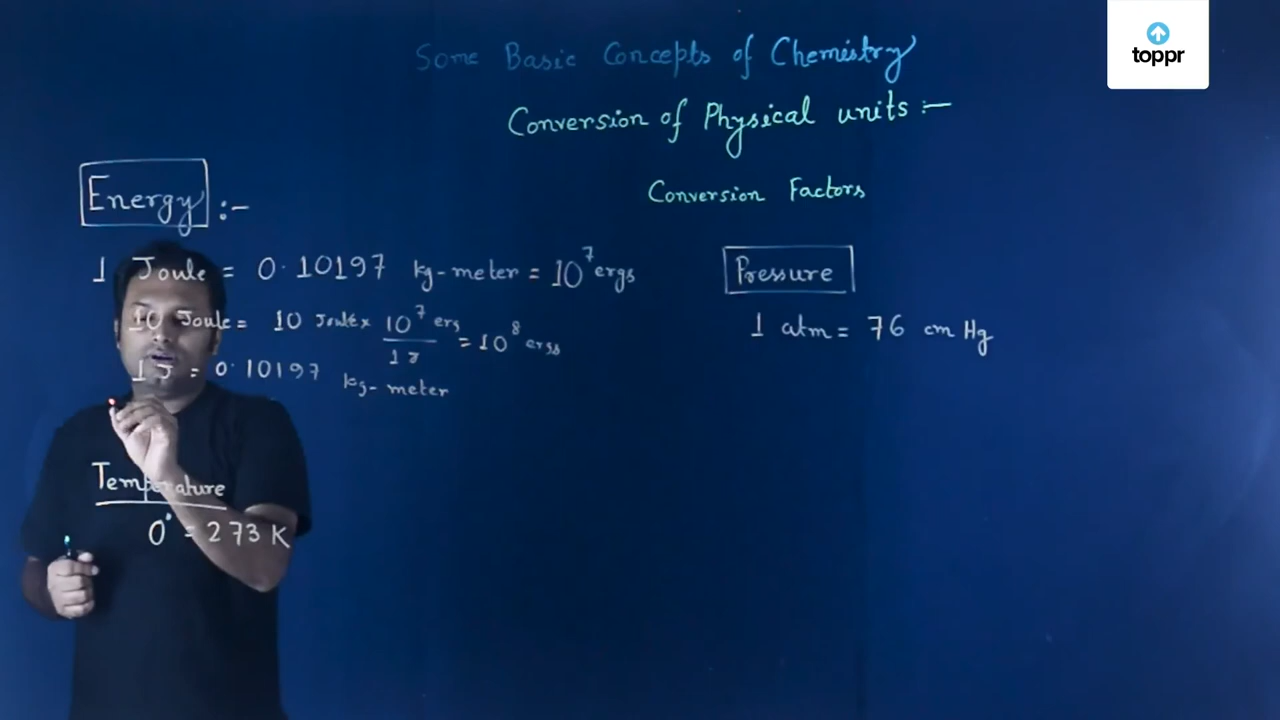 toppr
Some Basic Concepts of Chemistry
Conversion of Physical units :-
Conversion Factors
Energy :-
1 Joule = 0.10197 kg-meter = 10⁷ ergs
10 Joule = 10 Joule x 10⁷ ers / 1 J = 10⁸ ergs
1 J = 0.10197 kg-meter
Temperature
0° = 273 K
Pressure
1 atm = 76 cm Hg